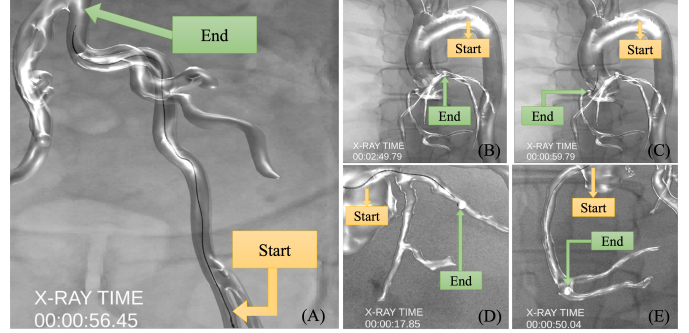 End
Start
X-RAY TIME
00:00:56.45
(A)
Start
End
X-RAY TIME
00:02:49.79
(B)
Start
End
X-RAY TIME
00:00:59.79
(C)
Start
End
X-RAY TIME
00:00:17.85
(D)
Start
End
X-RAY TIME
00:00:50.04
(E)